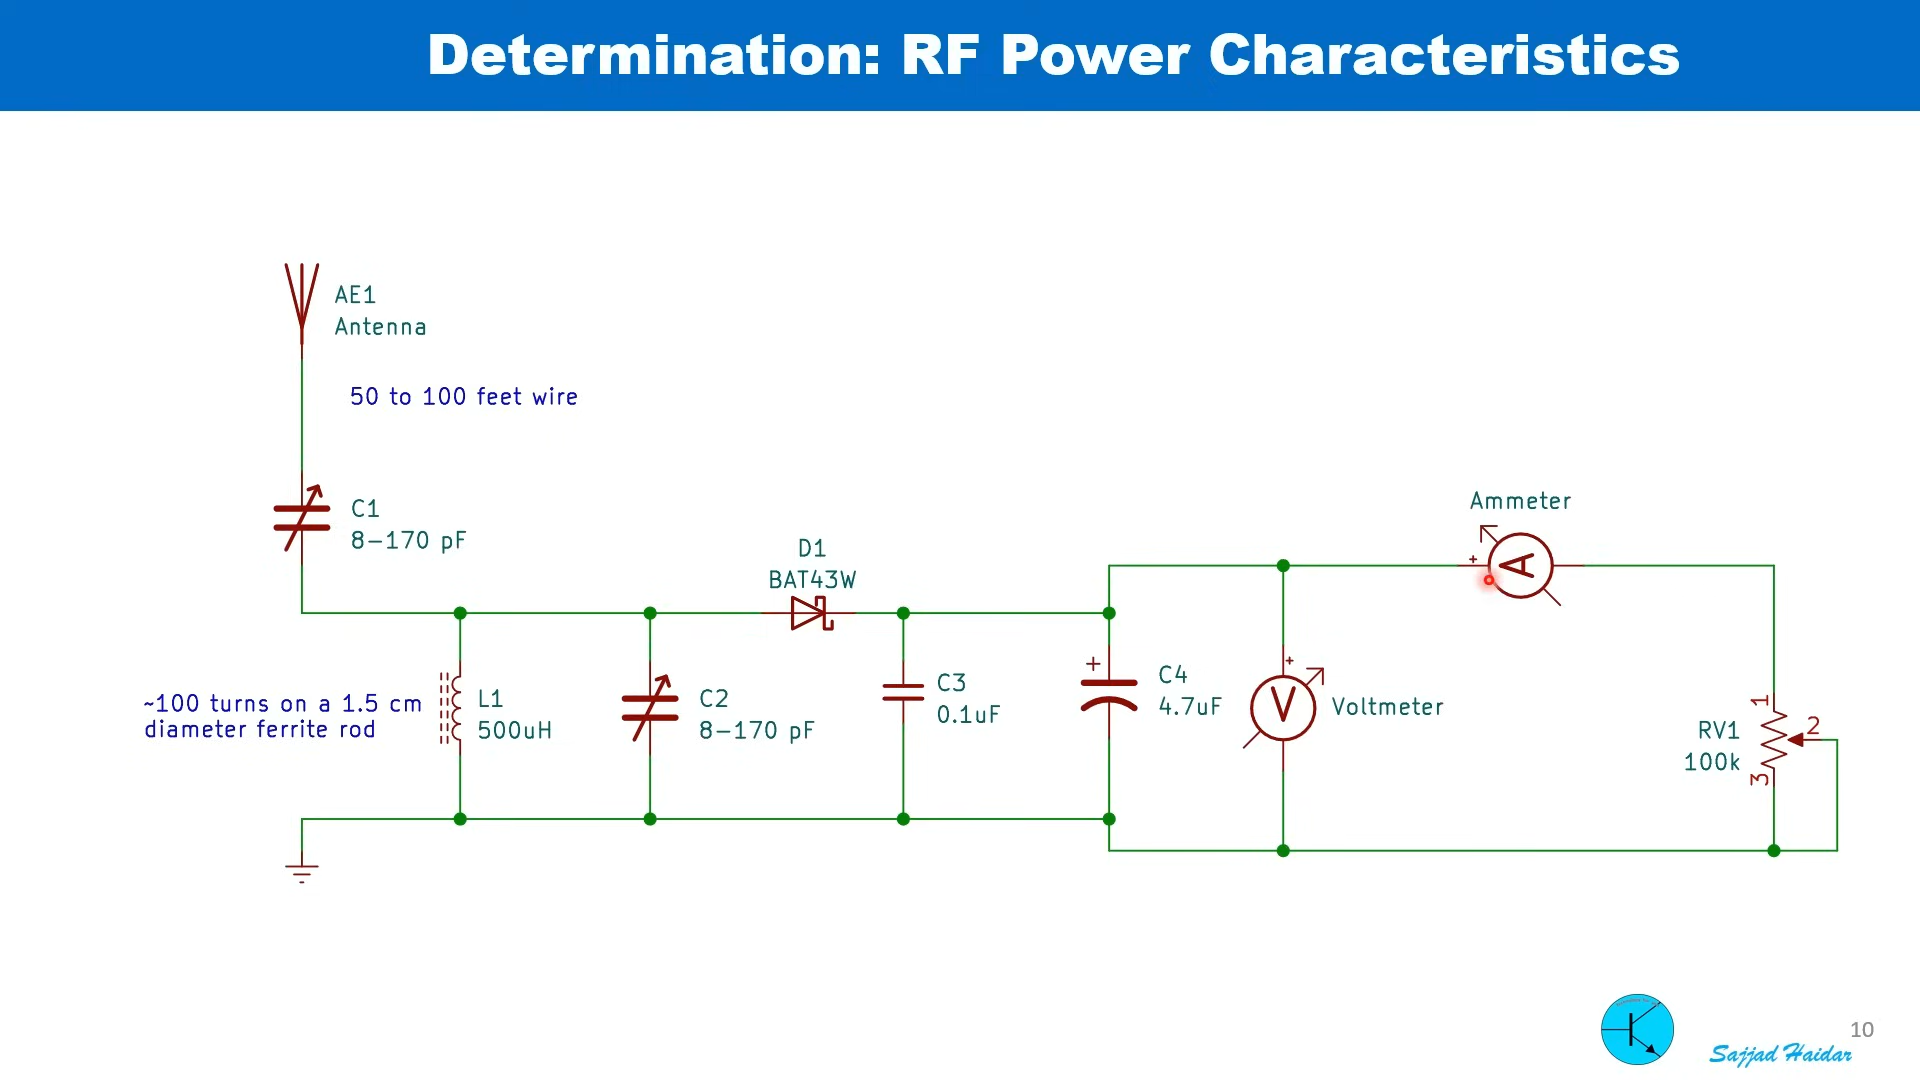 Determination: RF Power Characteristics
AE1
Antenna
50 to 100 feet wire
C1
8-170 pF
D1
BAT43W
Ammeter
+
A
~100 turns on a 1.5 cm
diameter ferrite rod
L1
500uH
C2
8-170 pF
C3
0.1uF
+
C4
4.7uF
+
V
Voltmeter
RV1
100k
1
2
3
Sajjad Haidar
10